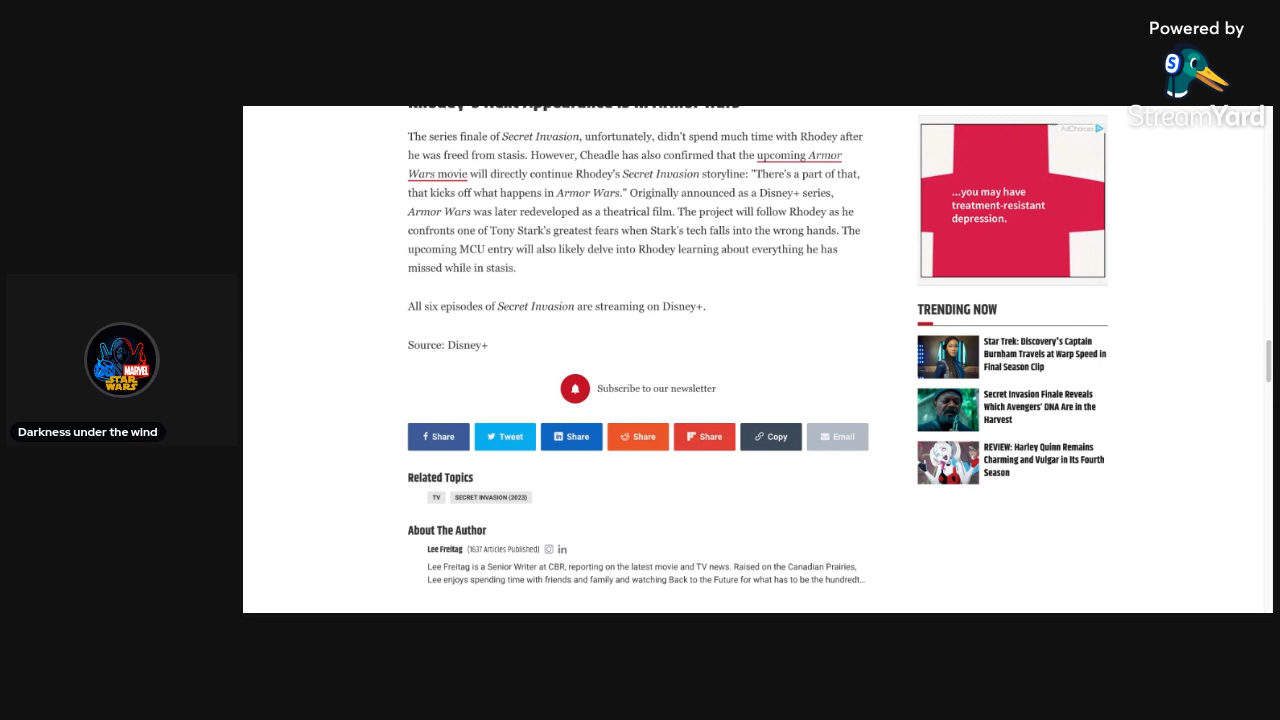 Powered by
StreamYard
Rhodey's Next Appearance Is in Armor Wars
The series finale of Secret Invasion, unfortunately, didn't spend much time with Rhodey after
he was freed from stasis. However, Cheadle has also confirmed that the upcoming Armor
Wars movie will directly continue Rhodey's Secret Invasion storyline: "There's a part of that,
that kicks off what happens in Armor Wars." Originally announced as a Disney+ series,
Armor Wars was later redeveloped as a theatrical film. The project will follow Rhodey as he
confronts one of Tony Stark's greatest fears when Stark's tech falls into the wrong hands. The
upcoming MCU entry will also likely delve into Rhodey learning about everything he has
missed while in stasis.
All six episodes of Secret Invasion are streaming on Disney+.
Source: Disney+
Subscribe to our newsletter
Share Tweet Share Share Share Copy Email
Related Topics
TV SECRET INVASION (2023)
About The Author
Lee Freitag (1637 Articles Published)
Lee Freitag is a Senior Writer at CBR, reporting on the latest movie and TV news. Raised on the Canadian Prairies,
Lee enjoys spending time with friends and family and watching Back to the Future for what has to be the hundredt...
AdChoices
...you may have
treatment-resistant
depression.
TRENDING NOW
Star Trek: Discovery's Captain
Burnham Travels at Warp Speed in
Final Season Clip
Secret Invasion Finale Reveals
Which Avengers' DNA Are in the
Harvest
REVIEW: Harley Quinn Remains
Charming and Vulgar in Its Fourth
Season
MARVEL
STAR
WARS
Darkness under the wind